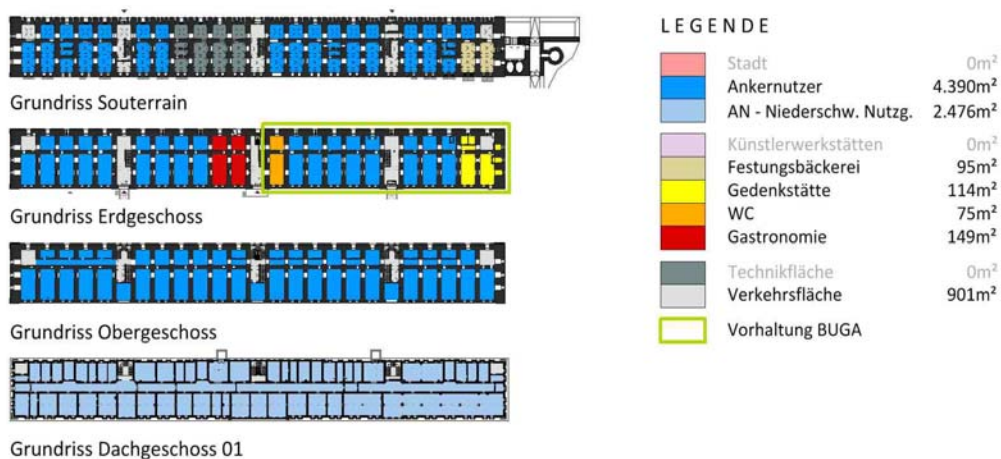 Grundriss Souterrain
Grundriss Erdgeschoss
Grundriss Obergeschoss
Grundriss Dachgeschoss 01
LEGENDE
Stadt 0m²
Ankernutzer 4.390m²
AN - Niederschw. Nutzg. 2.476m²
Künstlerwerkstätten 0m²
Festungsbäckerei 95m²
Gedenkstätte 114m²
WC 75m²
Gastronomie 149m²
Technikfläche 0m²
Verkehrsfläche 901m²
Vorhaltung BUGA